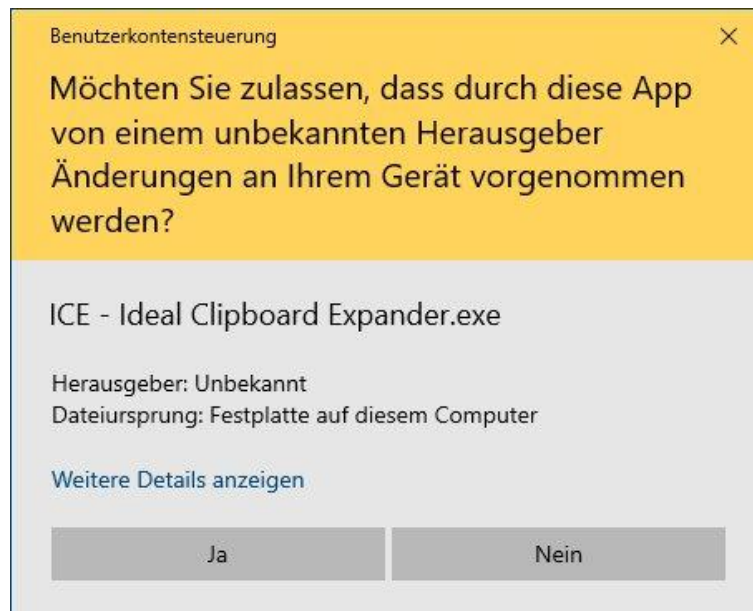 Benutzerkontensteuerung
Möchten Sie zulassen, dass durch diese App
von einem unbekannten Herausgeber
Änderungen an Ihrem Gerät vorgenommen
werden?
ICE - Ideal Clipboard Expander.exe
Herausgeber: Unbekannt
Dateiursprung: Festplatte auf diesem Computer
Weitere Details anzeigen
Ja
Nein